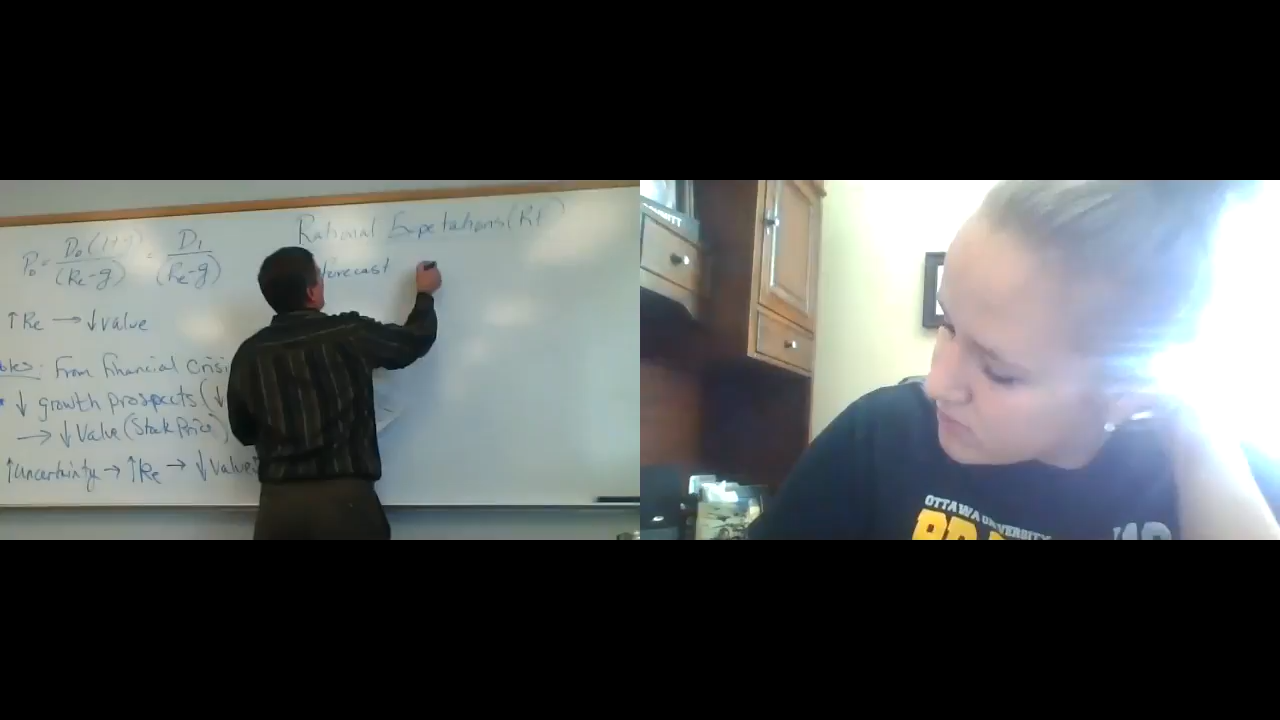 P₀ = D₀(1+g) / (Re-g) = D₁ / (Re-g)
↑Re → ↓value
From Financial Crisi
↓ growth prospects (↓
→ ↓ Value (Stock Price)
↑uncertainty → ↑Re → ↓value
Rational Expectations (RE)
forecast
OTTAWA UNIVERSITY